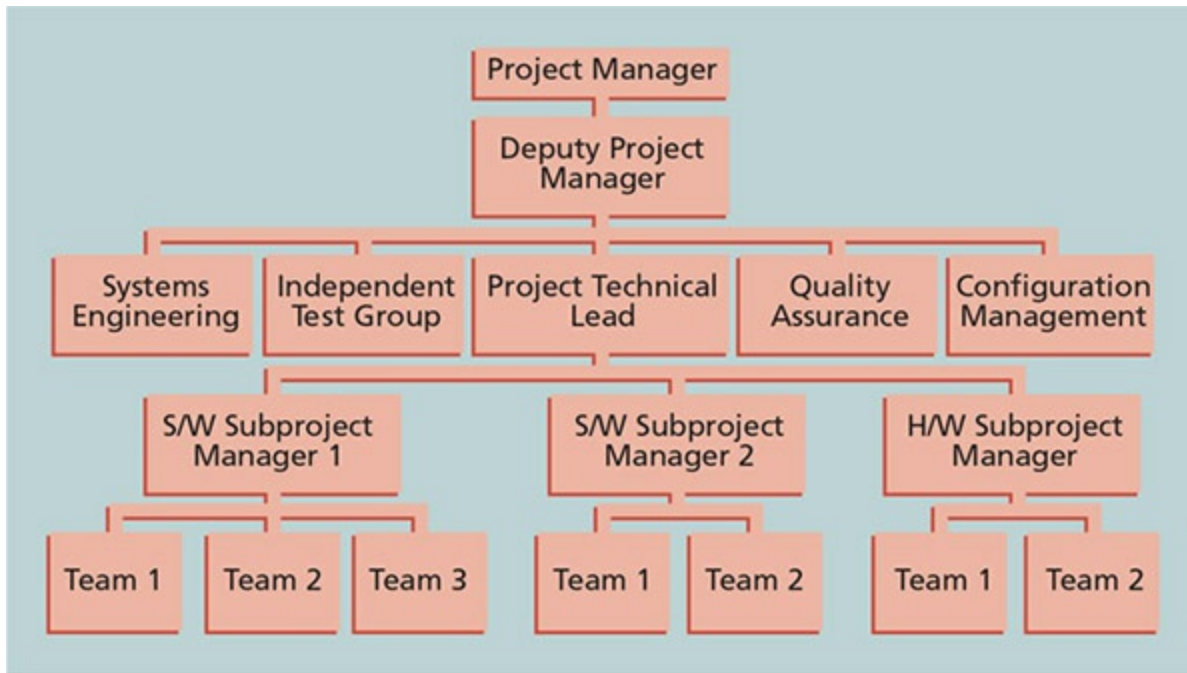 Project Manager
Deputy Project
Manager
Systems
Engineering
Independent
Test Group
Project Technical
Lead
Quality
Assurance
Configuration
Management
S/W Subproject
Manager 1
S/W Subproject
Manager 2
H/W Subproject
Manager
Team 1
Team 2
Team 3
Team 1
Team 2
Team 1
Team 2